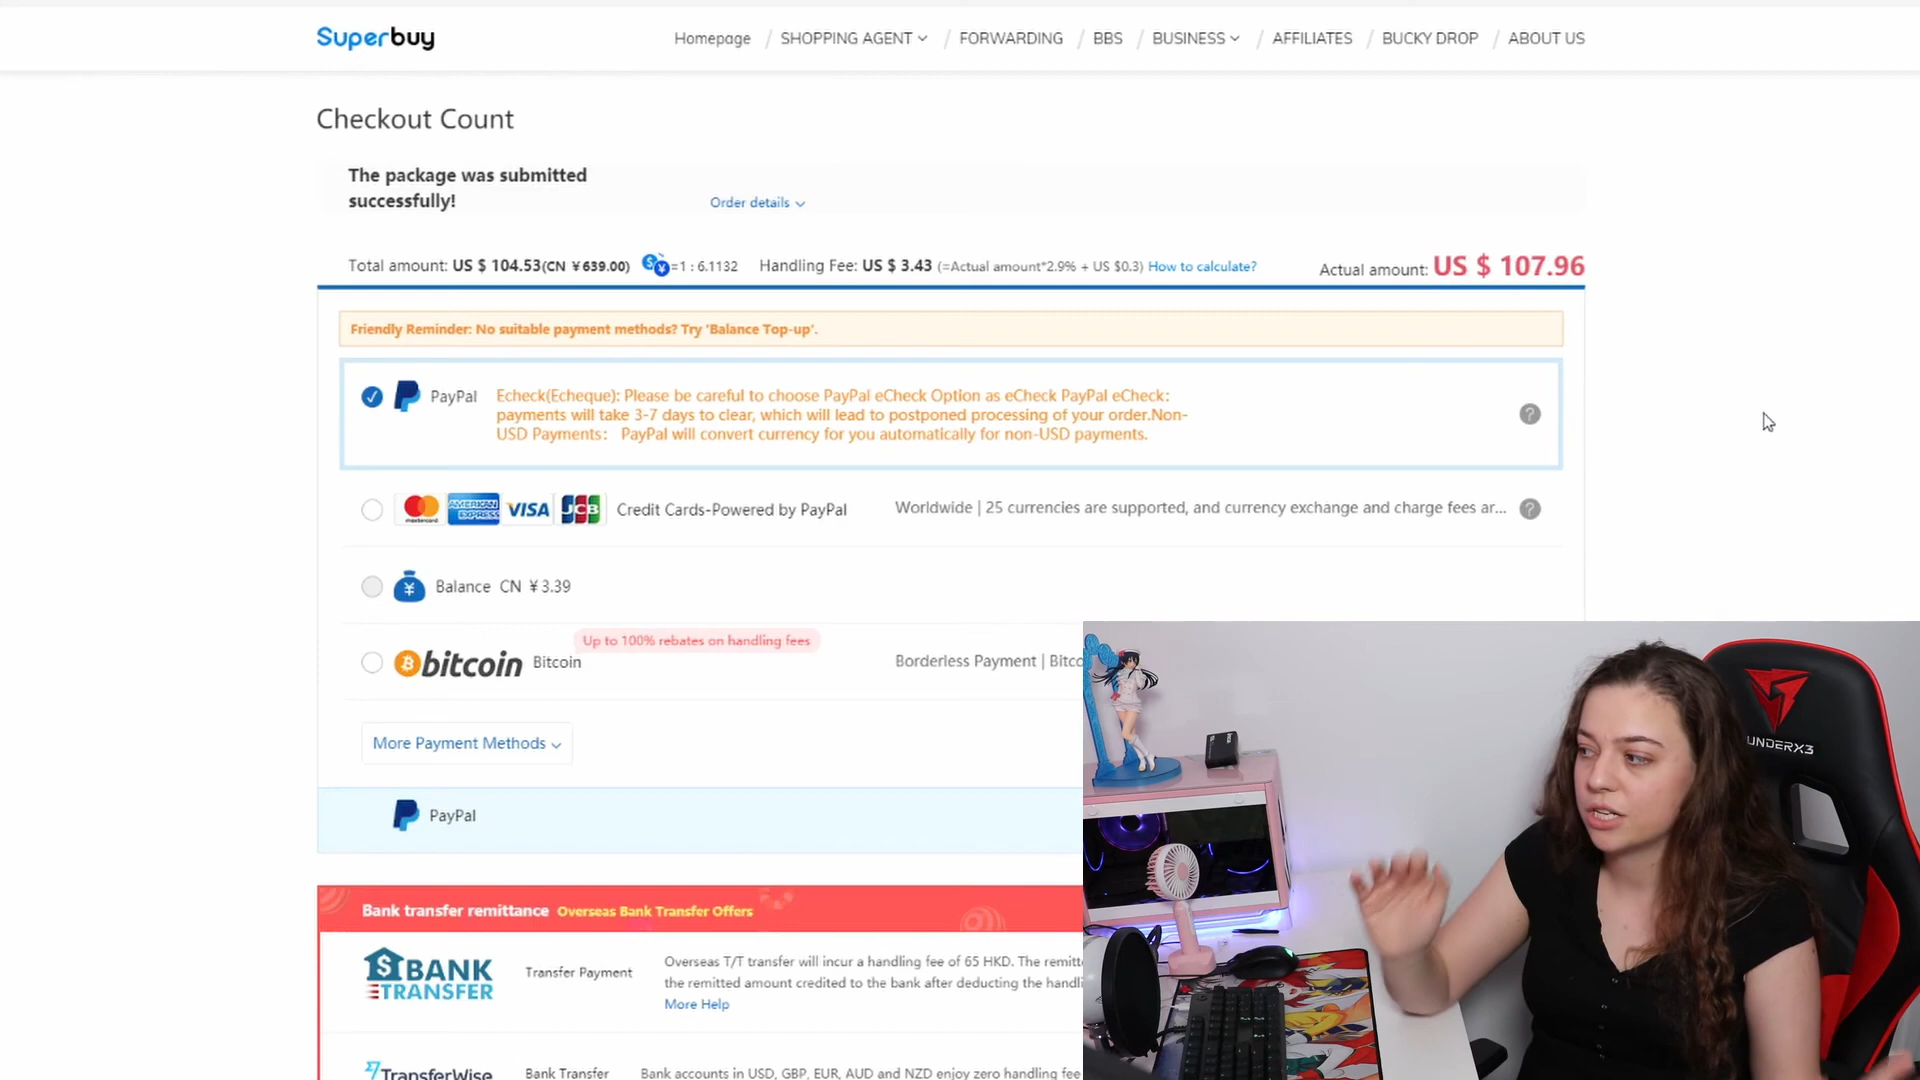 Superbuy
Homepage / SHOPPING AGENT / FORWARDING / BBS / BUSINESS / AFFILIATES / BUCKY DROP / ABOUT US
Checkout Count
The package was submitted
successfully!
Order details
Total amount: US $ 104.53(CN ￥639.00) $ ¥ =1 : 6.1132 Handling Fee: US $ 3.43 (=Actual amount*2.9% + US $0.3) How to calculate? Actual amount: US $ 107.96
Friendly Reminder: No suitable payment methods? Try 'Balance Top-up'.
PayPal
Echeck(Echeque): Please be careful to choose PayPal eCheck Option as eCheck PayPal eCheck:
payments will take 3-7 days to clear, which will lead to postponed processing of your order.Non-
USD Payments: PayPal will convert currency for you automatically for non-USD payments.
?
mastercard AMERICAN EXPRESS VISA JCB Credit Cards-Powered by PayPal Worldwide | 25 currencies are supported, and currency exchange and charge fees ar... ?
¥ Balance CN ￥3.39
Up to 100% rebates on handling fees
bitcoin Bitcoin Borderless Payment | Bitco
More Payment Methods
PayPal
Bank transfer remittance Overseas Bank Transfer Offers
$BANK
TRANSFER
Transfer Payment
Overseas T/T transfer will incur a handling fee of 65 HKD. The remitt
the remitted amount credited to the bank after deducting the handli
More Help
TransferWise Bank Transfer Bank accounts in USD, GBP, EUR, AUD and NZD enjoy zero handling fee
UNDERX3